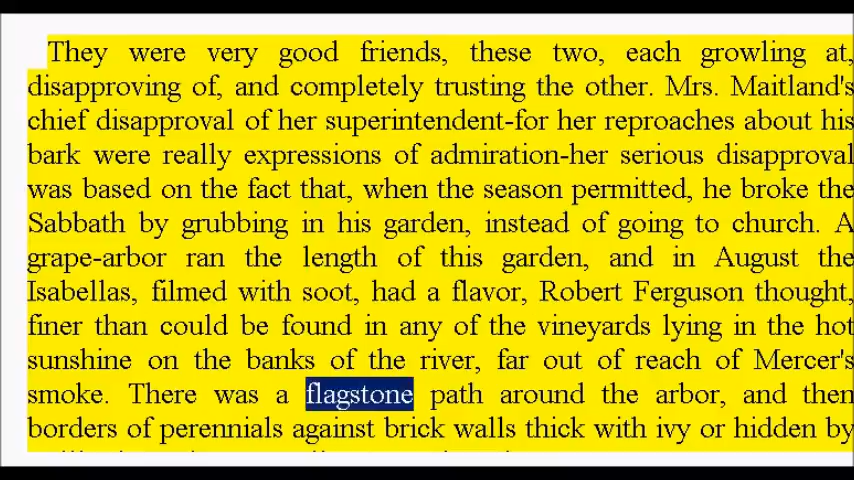 They were very good friends, these two, each growling at,
disapproving of, and completely trusting the other. Mrs. Maitland's
chief disapproval of her superintendent-for her reproaches about his
bark were really expressions of admiration-her serious disapproval
was based on the fact that, when the season permitted, he broke the
Sabbath by grubbing in his garden, instead of going to church. A
grape-arbor ran the length of this garden, and in August the
Isabellas, filmed with soot, had a flavor, Robert Ferguson thought,
finer than could be found in any of the vineyards lying in the hot
sunshine on the banks of the river, far out of reach of Mercer's
smoke. There was a flagstone path around the arbor, and then
borders of perennials against brick walls thick with ivy or hidden by